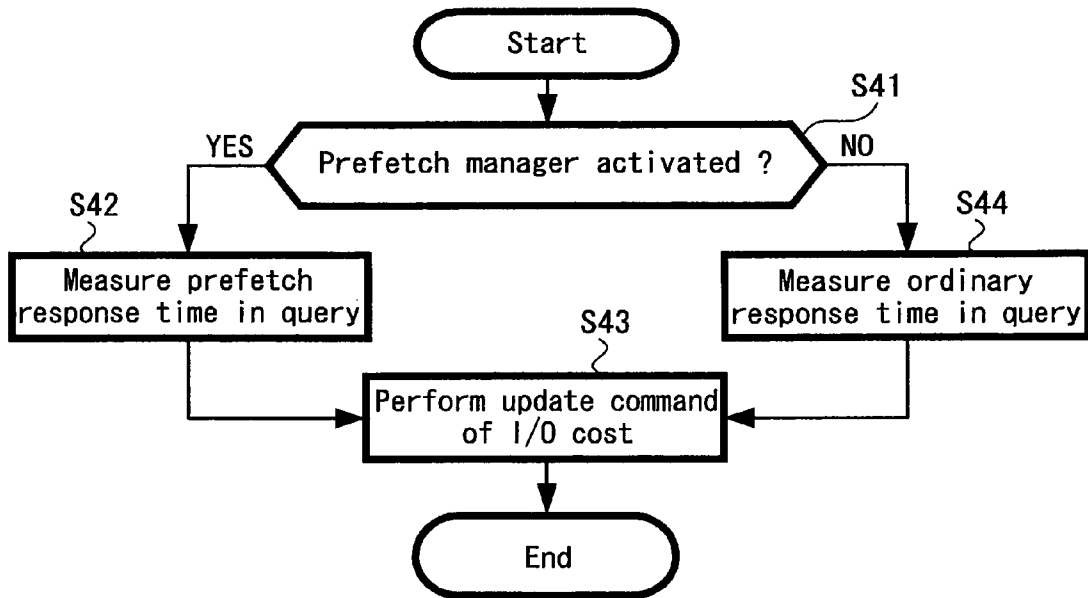 Start
S41
YES
Prefetch manager activated ?
NO
S42
S44
Measure prefetch
response time in query
Measure ordinary
response time in query
S43
Perform update command
of I/O cost
End